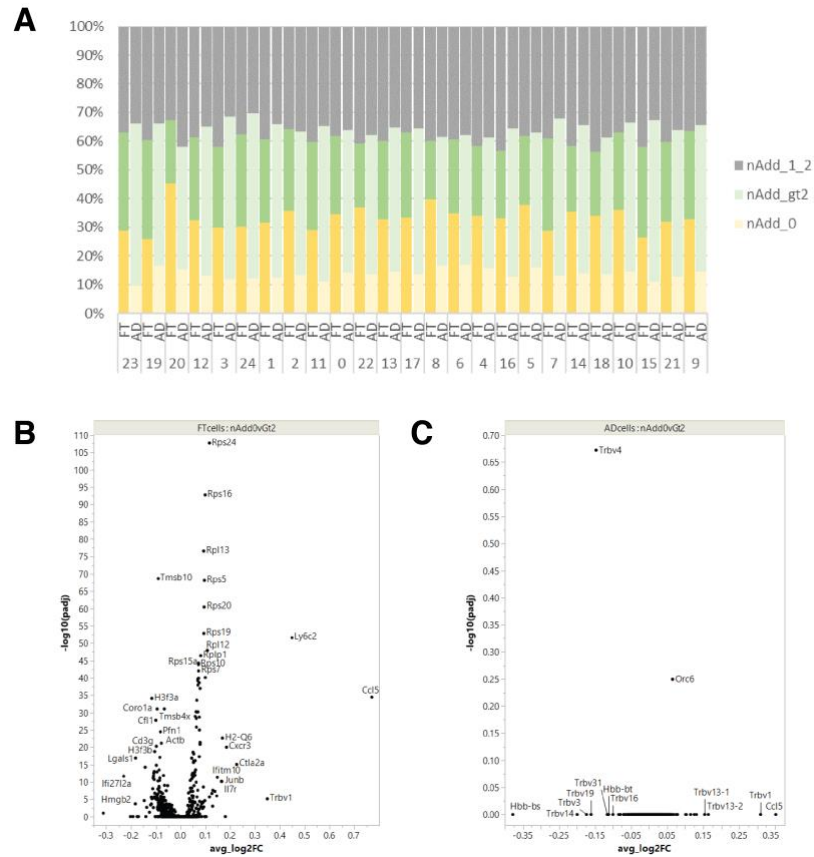 A
100%
90%
80%
70%
60%
50%
40%
30%
20%
10%
0%
nAdd_1_2
nAdd_gt2
nAdd_0
FT AD FT AD FT AD FT AD FT AD FT AD FT AD FT AD FT AD FT AD FT AD FT AD FT AD FT AD FT AD FT AD FT AD FT AD FT AD FT AD FT AD FT AD FT AD FT AD FT AD
23 19 20 12 3 24 1 2 11 0 22 13 17 8 6 4 16 5 7 14 18 10 15 21 9
B
FTcells:nAdd0vGt2
-log10(padj)
110
105
100
95
90
85
80
75
70
65
60
55
50
45
40
35
30
25
20
15
10
5
0
Rps24
Rps16
Rpl13
Tmsb10
Rps5
Rps20
Rps19
Ly6c2
Rpl12
Rplp1
Rps15a
Rps10
Rps7
Ccl5
H3f3a
Coro1a
Tmsb4x
Cfl1
Pfn1
H2-Q6
Cd3g
Actb
Cxcr3
H3f3b
Lgals1
Ctla2a
Ifi27l2a
Ifitm10
Junb
Il7r
Hmgb2
Trbv1
-0.3 -0.2 -0.1 0 0.1 0.2 0.3 0.4 0.5 0.6 0.7
avg_log2FC
C
ADcells:nAdd0vGt2
-log10(padj)
0.70
0.65
0.60
0.55
0.50
0.45
0.40
0.35
0.30
0.25
0.20
0.15
0.10
0.05
0.00
Trbv4
Orc6
Trbv31
Hbb-bt
Trbv19
Trbv16
Trbv13-1
Trbv1
Hbb-bs
Trbv3
Trbv13-2
Ccl5
Trbv14
-0.35 -0.25 -0.15 -0.05 0.05 0.15 0.25 0.35
avg_log2FC